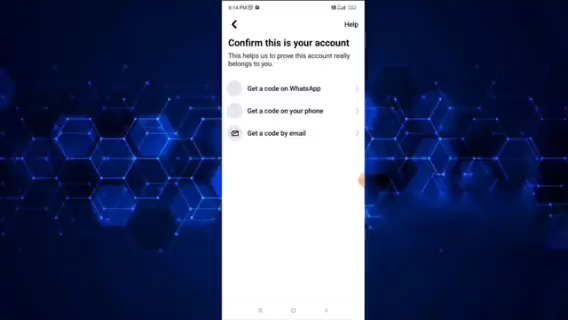 6:14 PM
Help
Confirm this is your account
This helps us to prove this account really
belongs to you.
Get a code on WhatsApp
Get a code on your phone
Get a code by email